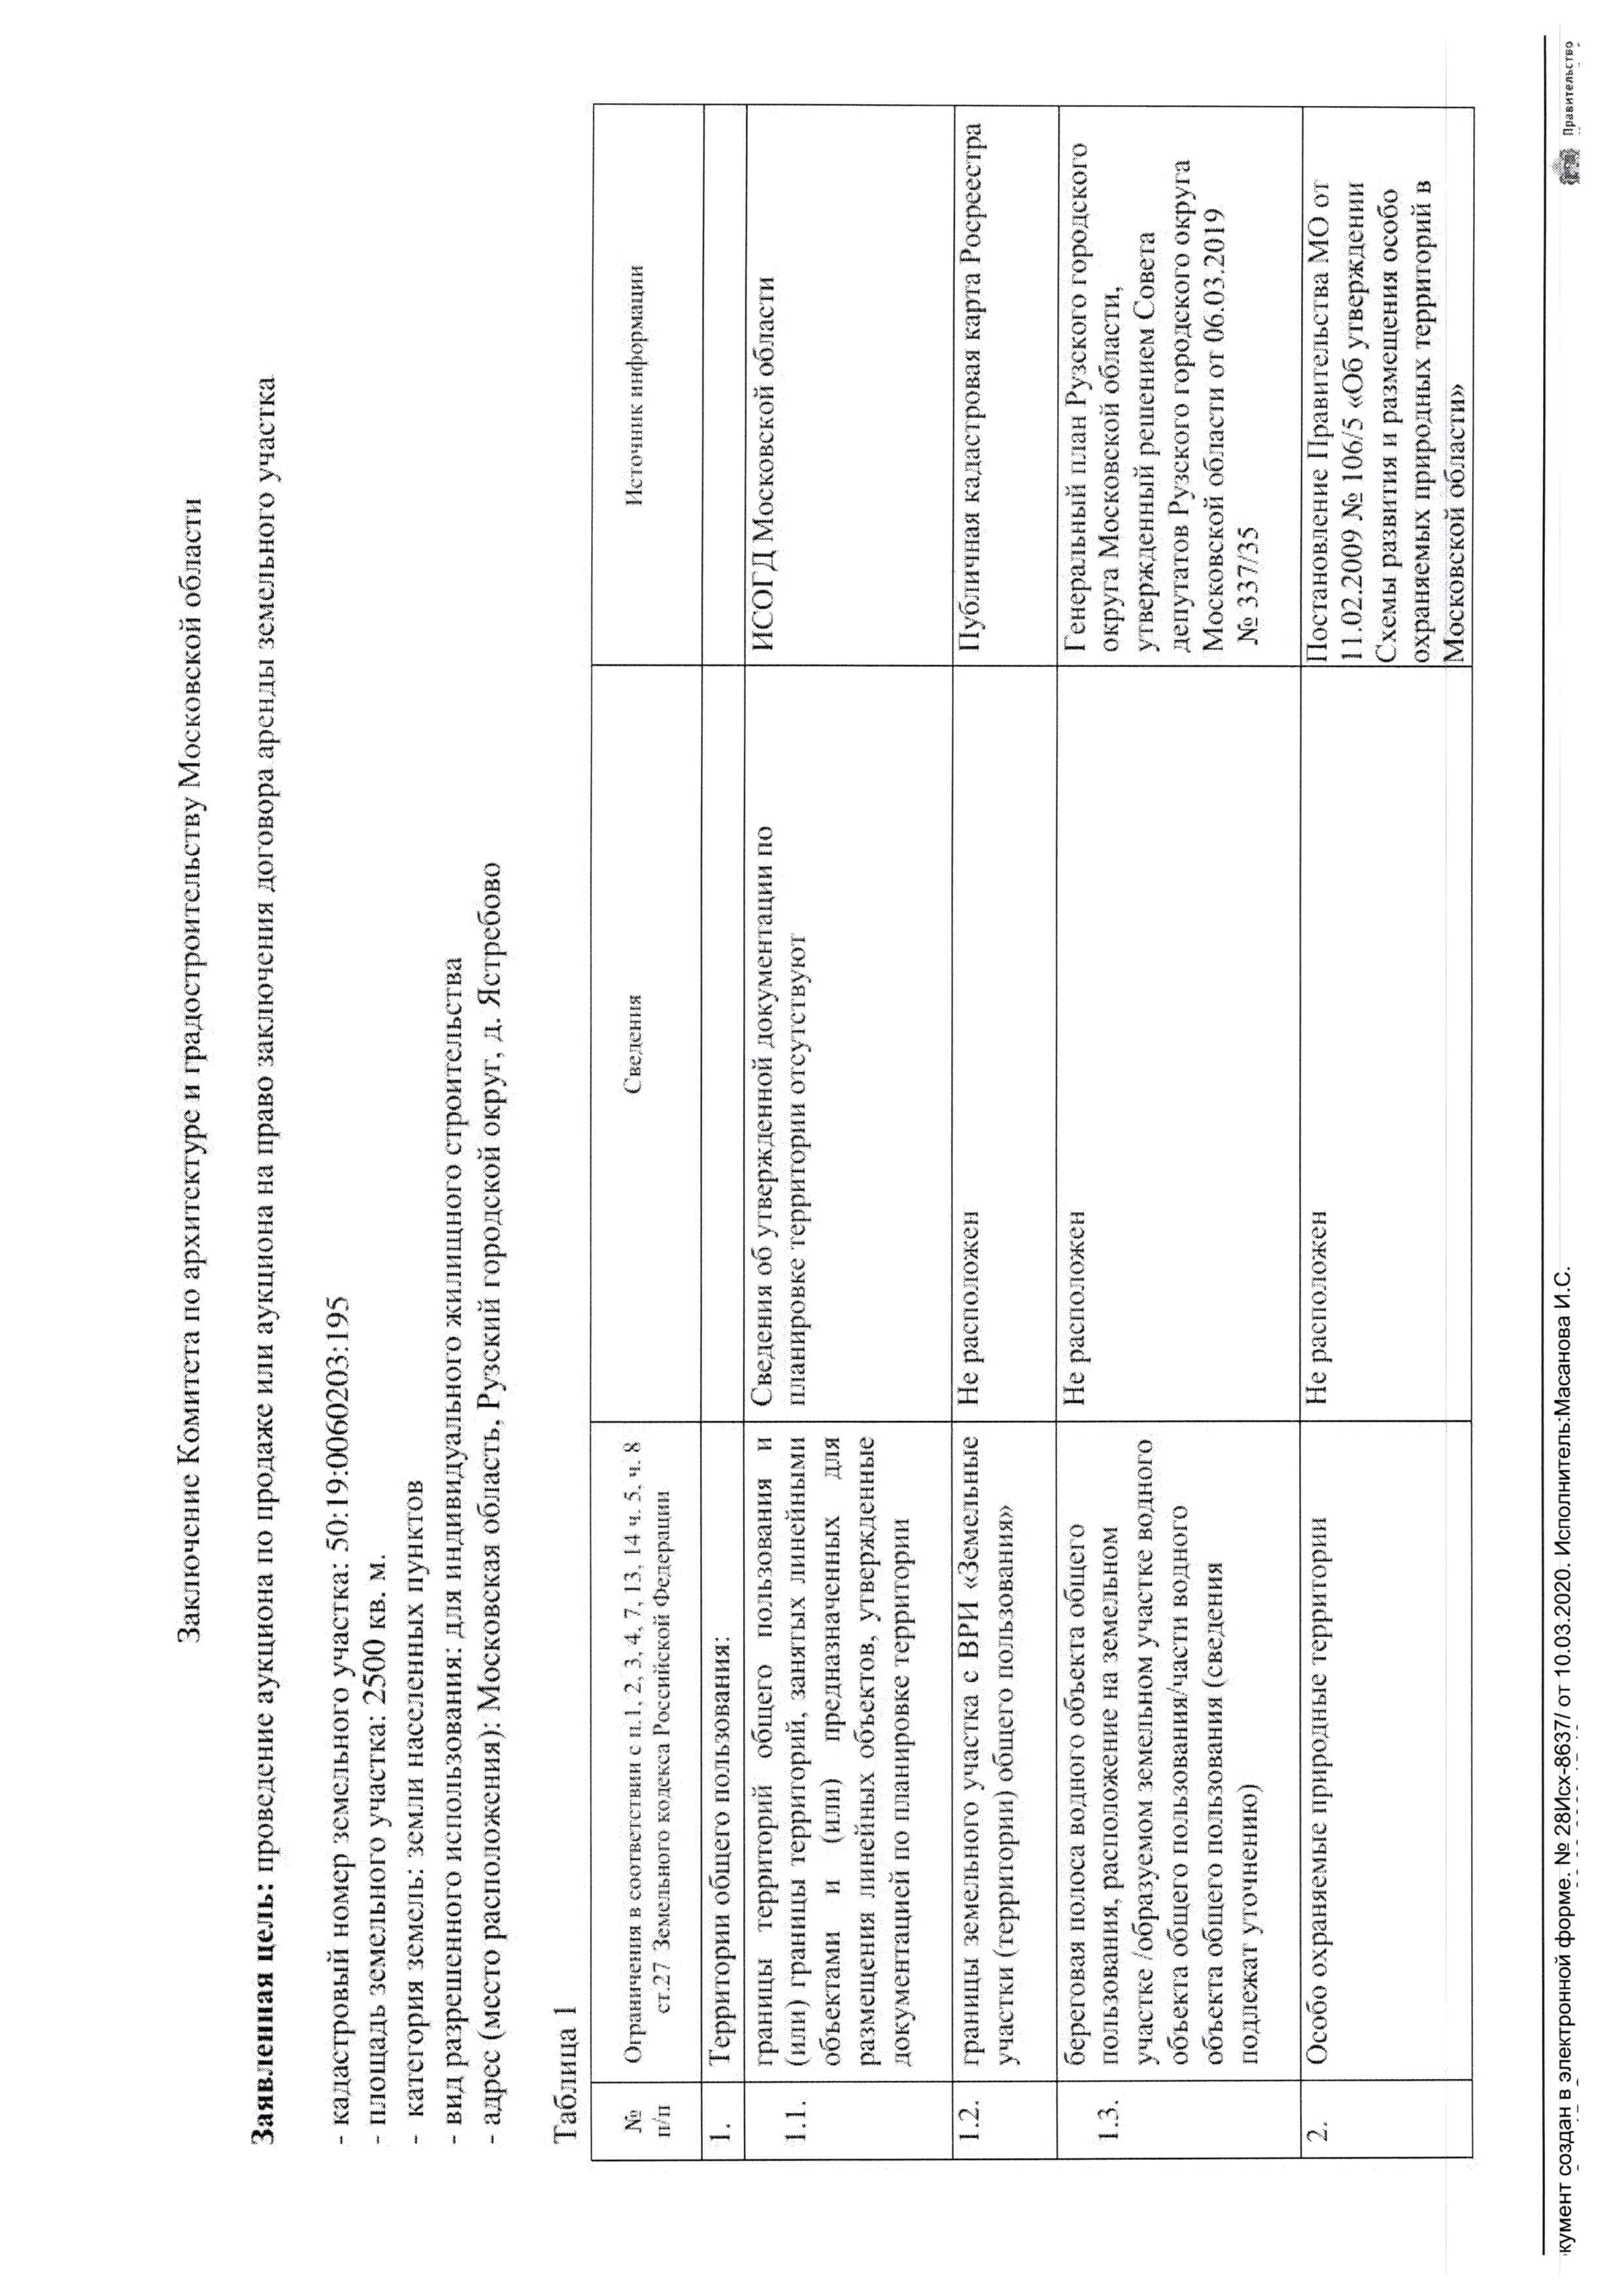 Заключение Комитета по архитектуре и градостроительству Московской области
Заявленная цель: проведение аукциона по продаже или аукциона на право заключения договора аренды земельного участка
- кадастровый номер земельного участка: 50:19:0060203:195
- площадь земельного участка: 2500 кв. м.
- категория земель: земли населенных пунктов
- вид разрешенного использования: для индивидуального жилищного строительства
- адрес (место расположения): Московская область, Рузский городской округ, д. Ястребово
Таблица 1
№
п/п
Ограничения в соответствии с п.1, 2, 3, 4, 7, 13, 14 ч. 5, ч. 8
ст.27 Земельного кодекса Российской Федерации
Сведения
Источник информации
1.
Территории общего пользования:
1.1.
границы территорий общего пользования и
(или) границы территорий, занятых линейными
объектами и (или) предназначенных для
размещения линейных объектов, утвержденные
документацией по планировке территории
Сведения об утвержденной документации по
планировке территории отсутствуют
ИСОГД Московской области
1.2.
границы земельного участка с ВРИ «Земельные
участки (территории) общего пользования»
Не расположен
Публичная кадастровая карта Росреестра
1.3.
береговая полоса водного объекта общего
пользования, расположение на земельном
участке /образуемом земельном участке водного
объекта общего пользования/части водного
объекта общего пользования (сведения
подлежат уточнению)
Не расположен
Генеральный план Рузского городского
округа Московской области,
утвержденный решением Совета
депутатов Рузского городского округа
Московской области от 06.03.2019
№ 337/35
2.
Особо охраняемые природные территории
Не расположен
Постановление Правительства МО от
11.02.2009 № 106/5 «Об утверждении
Схемы развития и размещения особо
охраняемых природных территорий в
Московской области»
кумент создан в электронной форме. № 28Исх-8637/ от 10.03.2020. Исполнитель:Масанова И.С.
Правительство